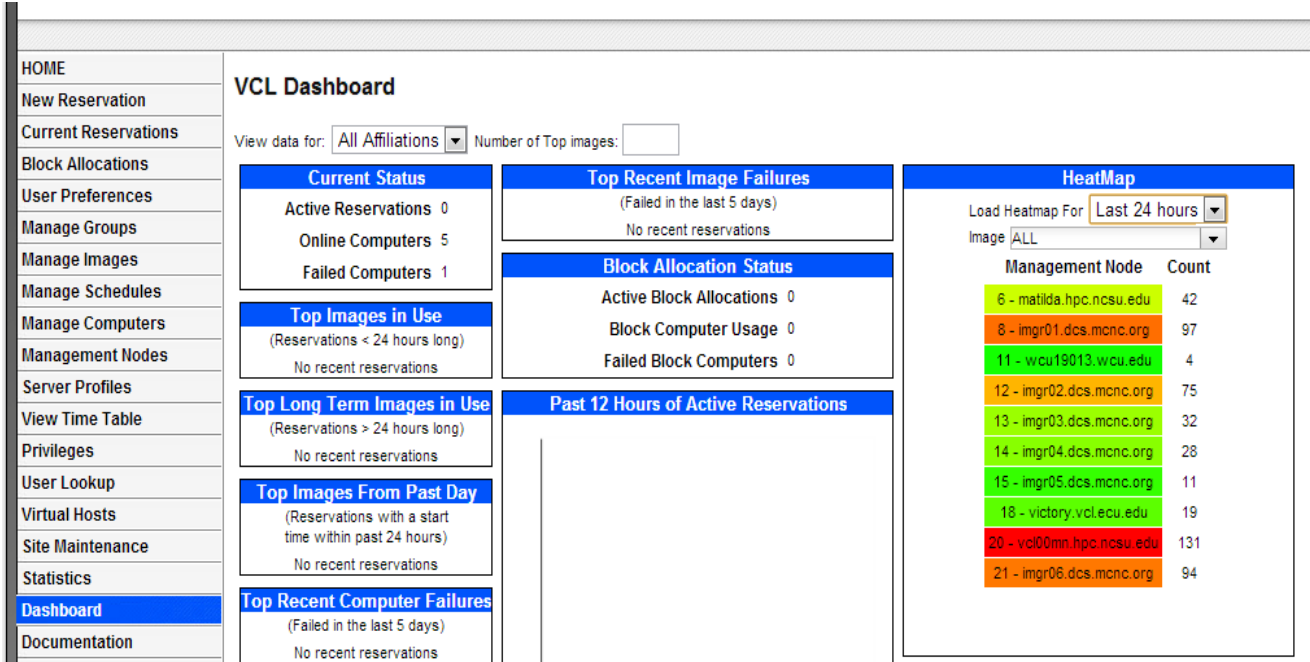 HOME
New Reservation
Current Reservations
Block Allocations
User Preferences
Manage Groups
Manage Images
Manage Schedules
Manage Computers
Management Nodes
Server Profiles
View Time Table
Privileges
User Lookup
Virtual Hosts
Site Maintenance
Statistics
Dashboard
Documentation
VCL Dashboard
View data for: All Affiliations Number of Top images:
Current Status
Active Reservations 0
Online Computers 5
Failed Computers 1
Top Images in Use
(Reservations < 24 hours long)
No recent reservations
Top Long Term Images in Use
(Reservations > 24 hours long)
No recent reservations
Top Images From Past Day
(Reservations with a start
time within past 24 hours)
No recent reservations
Top Recent Computer Failures
(Failed in the last 5 days)
No recent reservations
Top Recent Image Failures
(Failed in the last 5 days)
No recent reservations
Block Allocation Status
Active Block Allocations 0
Block Computer Usage 0
Failed Block Computers 0
Past 12 Hours of Active Reservations
HeatMap
Load Heatmap For Last 24 hours
Image ALL
Management Node Count
6 - matilda.hpc.ncsu.edu 42
8 - imgr01.dcs.mcnc.org 97
11 - wcu19013.wcu.edu 4
12 - imgr02.dcs.mcnc.org 75
13 - imgr03.dcs.mcnc.org 32
14 - imgr04.dcs.mcnc.org 28
15 - imgr05.dcs.mcnc.org 11
18 - victory.vcl.ecu.edu 19
20 - vcl00mn.hpc.ncsu.edu 131
21 - imgr06.dcs.mcnc.org 94